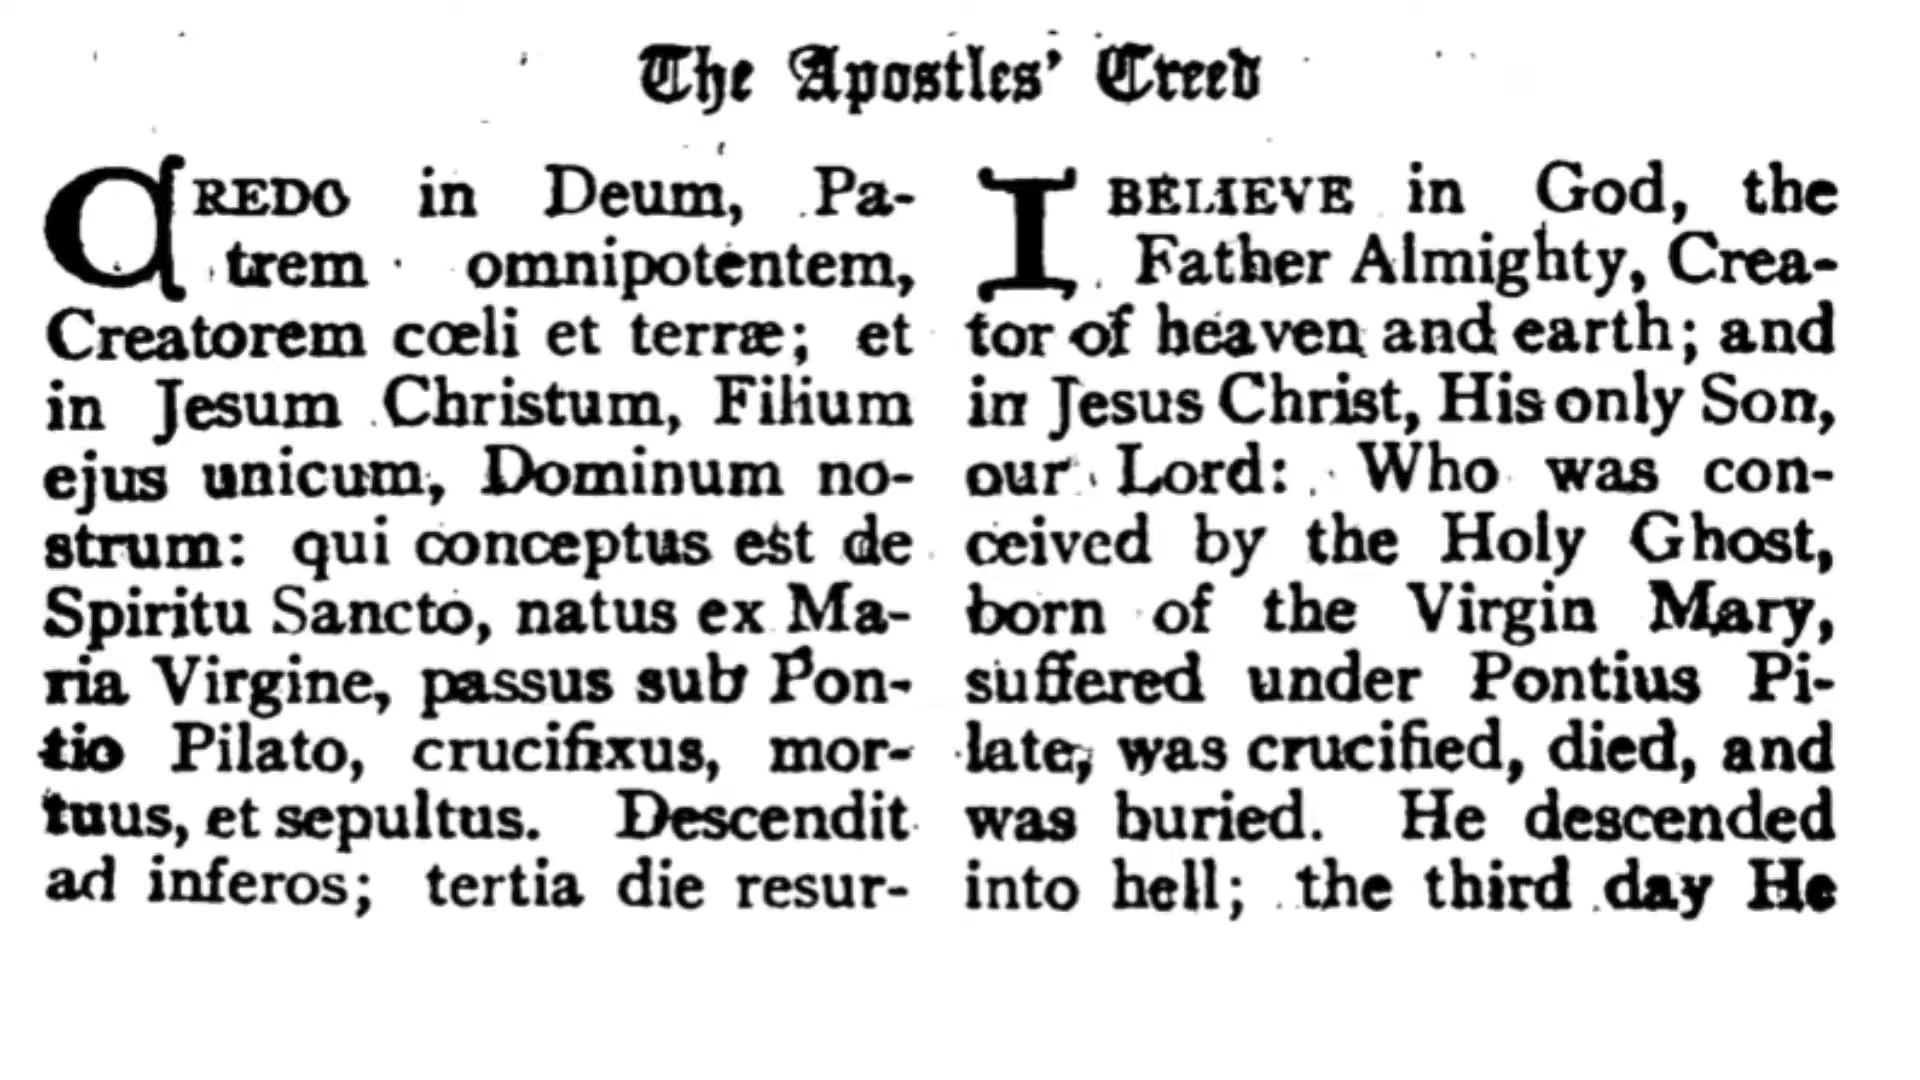 The Apostles' Creed
CREDO in Deum, Pa-
trem omnipotentem,
Creatorem cœli et terræ; et
in Jesum Christum, Filium
ejus unicum, Dominum no-
strum: qui conceptus est de
Spiritu Sancto, natus ex Ma-
ria Virgine, passus sub Pon-
tio Pilato, crucifixus, mor-
tuus, et sepultus. Descendit
ad inferos; tertia die resur-
I BELIEVE in God, the
Father Almighty, Crea-
tor of heaven and earth; and
in Jesus Christ, His only Son,
our Lord: Who was con-
ceived by the Holy Ghost,
born of the Virgin Mary,
suffered under Pontius Pi-
late, was crucified, died, and
was buried. He descended
into hell; the third day He